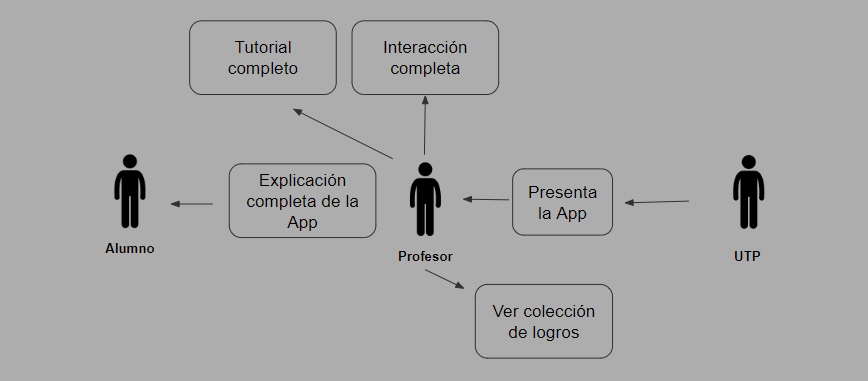 Tutorial
completo
Interacción
completa
Explicación
completa de la
App
Presenta
la App
Alumno
Profesor
UTP
Ver colección
de logros